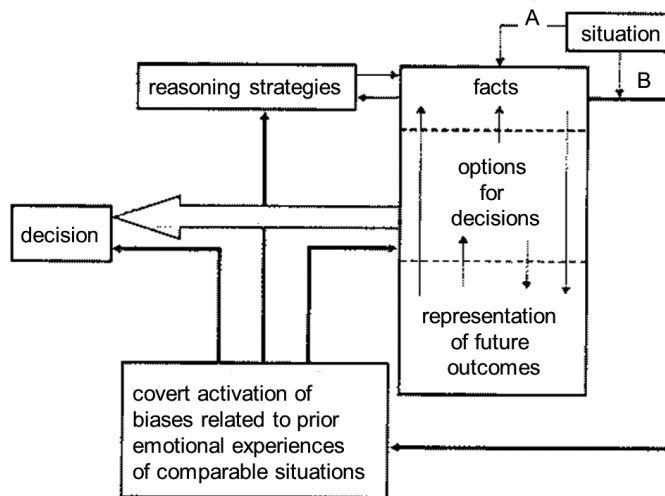 A
situation
B
reasoning strategies
facts
options
for
decisions
decision
representation
of future
outcomes
covert activation of
biases related to prior
emotional experiences
of comparable situations